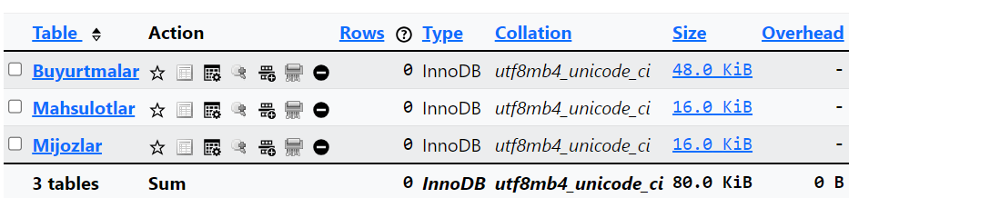 Table Action Rows Type Collation Size Overhead
Buyurtmalar 0 InnoDB utf8mb4_unicode_ci 48.0 KiB -
Mahsulotlar 0 InnoDB utf8mb4_unicode_ci 16.0 KiB -
Mijozlar 0 InnoDB utf8mb4_unicode_ci 16.0 KiB -
3 tables Sum 0 InnoDB utf8mb4_unicode_ci 80.0 KiB 0 B